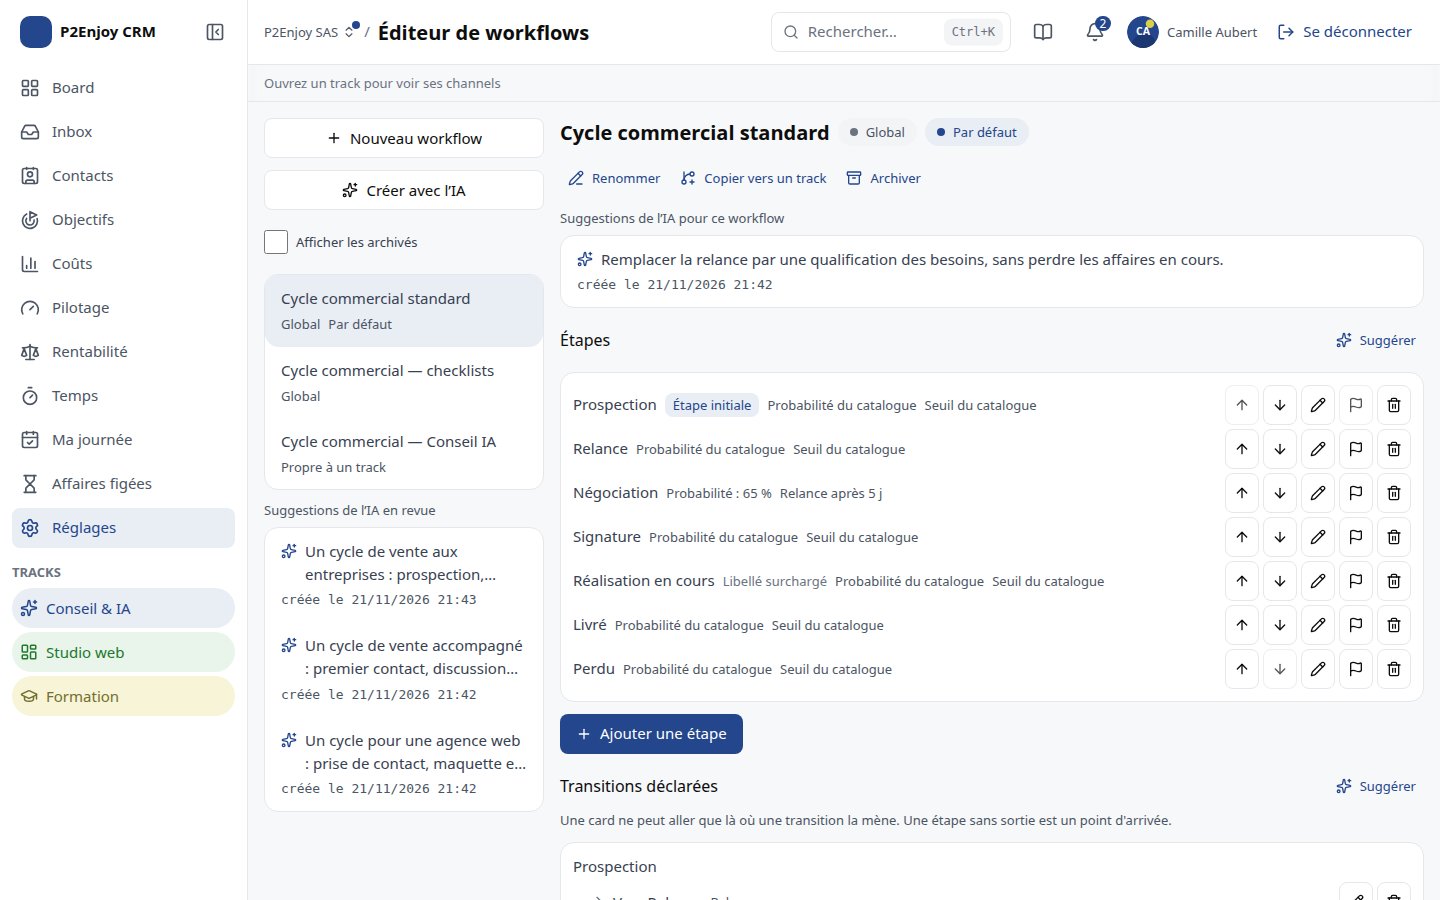 P2Enjoy CRM
Board
Inbox
Contacts
Objectifs
Coûts
Pilotage
Rentabilité
Temps
Ma journée
Affaires figées
Réglages
TRACKS
Conseil & IA
Studio web
Formation
P2Enjoy SAS / Éditeur de workflows
Rechercher... Ctrl+K
2
CA Camille Aubert
Se déconnecter
Ouvrez un track pour voir ses channels
Nouveau workflow
Créer avec l'IA
Afficher les archivés
Cycle commercial standard
Global Par défaut
Cycle commercial — checklists
Global
Cycle commercial — Conseil IA
Propre à un track
Suggestions de l'IA en revue
Un cycle de vente aux
entreprises : prospection,...
créée le 21/11/2026 21:43
Un cycle de vente accompagné
: premier contact, discussion...
créée le 21/11/2026 21:42
Un cycle pour une agence web
: prise de contact, maquette e...
créée le 21/11/2026 21:42
Cycle commercial standard Global Par défaut
Renommer Copier vers un track Archiver
Suggestions de l'IA pour ce workflow
Remplacer la relance par une qualification des besoins, sans perdre les affaires en cours.
créée le 21/11/2026 21:42
Étapes Suggérer
Prospection Étape initiale Probabilité du catalogue Seuil du catalogue
Relance Probabilité du catalogue Seuil du catalogue
Négociation Probabilité : 65 % Relance après 5 j
Signature Probabilité du catalogue Seuil du catalogue
Réalisation en cours Libellé surchargé Probabilité du catalogue Seuil du catalogue
Livré Probabilité du catalogue Seuil du catalogue
Perdu Probabilité du catalogue Seuil du catalogue
Ajouter une étape
Transitions déclarées Suggérer
Une card ne peut aller que là où une transition la mène. Une étape sans sortie est un point d'arrivée.
Prospection